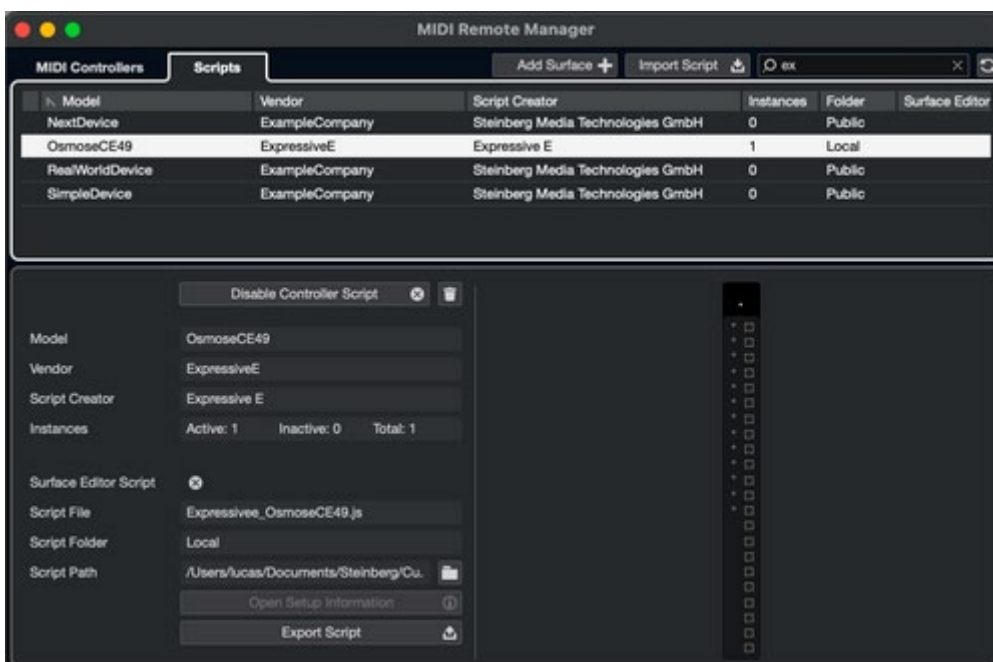 MIDI Remote Manager
MIDI Controllers Scripts Add Surface Import Script ex
Model Vendor Script Creator Instances Folder Surface Editor
NextDevice ExampleCompany Steinberg Media Technologies GmbH 0 Public
OsmoseCE49 ExpressiveE Expressive E 1 Local
RealWorldDevice ExampleCompany Steinberg Media Technologies GmbH 0 Public
SimpleDevice ExampleCompany Steinberg Media Technologies GmbH 0 Public
Disable Controller Script
Model OsmoseCE49
Vendor ExpressiveE
Script Creator Expressive E
Instances Active: 1 Inactive: 0 Total: 1
Surface Editor Script
Script File Expressivee_OsmoseCE49.js
Script Folder Local
Script Path /Users/lucas/Documents/Steinberg/Cu.
Open Setup Information
Export Script